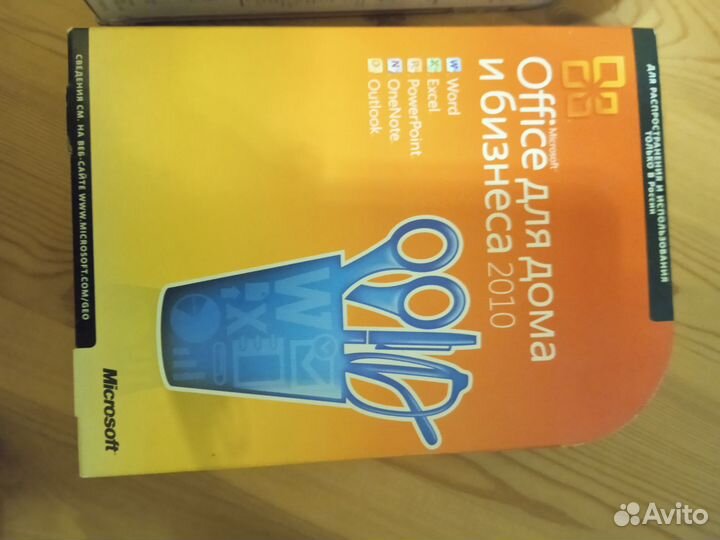 ДЛЯ РАСПРОСТРАНЕНИЯ И ИСПОЛЬЗОВАНИЯ
ТОЛЬКО В РОССИИ
Microsoft
Office для дома
и бизнеса 2010
Word
Excel
PowerPoint
OneNote
Outlook
СВЕДЕНИЯ СМ. НА ВЕБ-САЙТЕ WWW.MICROSOFT.COM/GEO
Microsoft
Avito